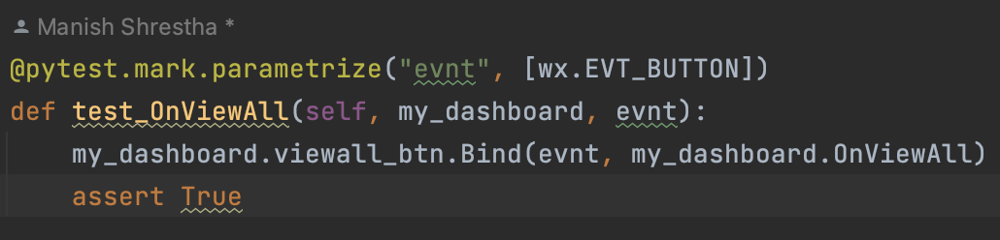 Manish Shrestha *
@pytest.mark.parametrize("evnt", [wx.EVT_BUTTON])
def test_OnViewAll(self, my_dashboard, evnt):
my_dashboard.viewall_btn.Bind(evnt, my_dashboard.OnViewAll)
assert True